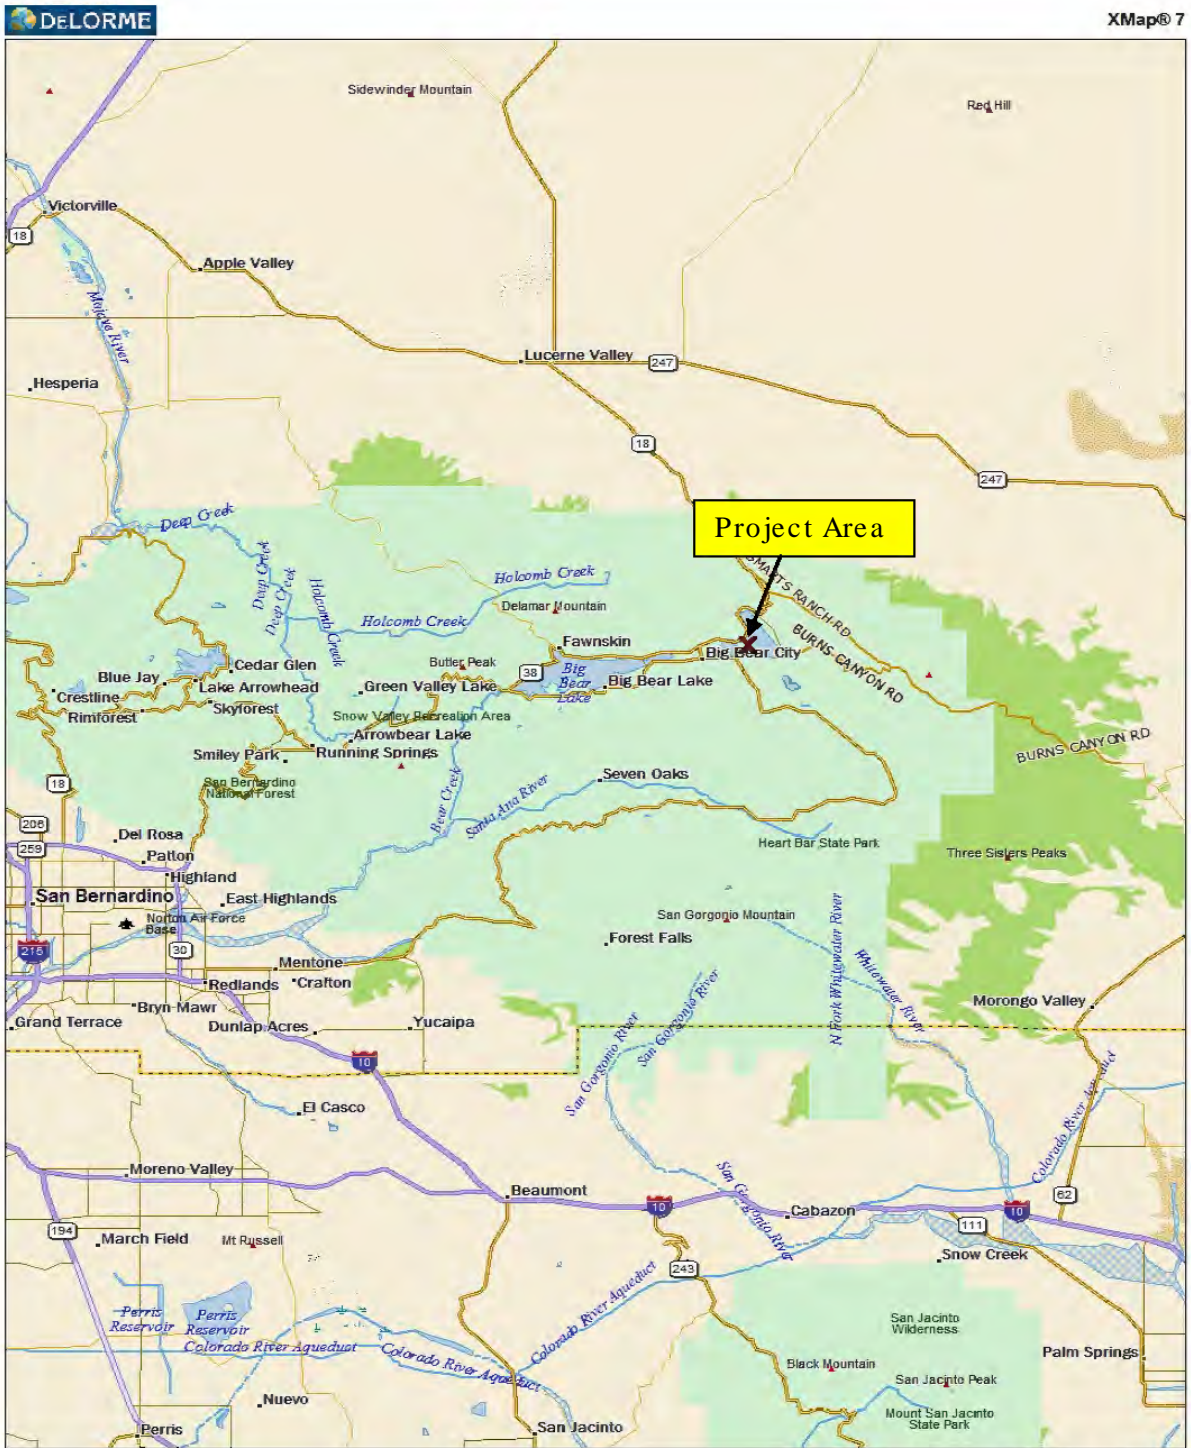 DELORME
XMap® 7
Sidewinder Mountain
Red Hill
Victorville
18
Apple Valley
Mojave River
Lucerne Valley
247
Hesperia
18
247
Project Area
Deep Creek
Deep Creek
Deep Creek
Holcomb Creek
Holcomb Creek
Holcomb Creek
Delamar Mountain
SMARTS RANCH RD
BURNS CANYON RD
Fawnskin
Big Bear City
Cedar Glen
Butler Peak
38
Big
Bear
Lake
Big Bear Lake
Blue Jay
Lake Arrowhead
Green Valley Lake
Crestline
Skyforest
Rimforest
Snow Valley Recreation Area
Arrowbear Lake
Running Springs
Smiley Park
BURNS CANYON RD
San Bernardino
National Forest
18
Seven Oaks
Bear Creek
Santa Ana River
206
Del Rosa
259
Patton
Heart Bar State Park
Three Sisters Peaks
Highland
San Bernardino
East Highlands
Norton Air Force
Base
San Gorgonio Mountain
Forest Falls
N Fork Whitewater River
Whitewater River
215
30
Mentone
Redlands
Crafton
San Gorgonio River
San Gorgonio River
Morongo Valley
Bryn-Mawr
Grand Terrace
Dunlap Acres
Yucaipa
10
El Casco
Colorado River Aqueduct
Moreno Valley
Beaumont
10
San Gorgonio River
Cabazon
62
10
111
194
March Field
Mt Russell
Snow Creek
243
Perris
Reservoir
Perris
Reservoir
Colorado River Aqueduct
Colorado River Aqueduct
Colorado River Aqueduct
San Jacinto
Wilderness
Black Mountain
Palm Springs
San Jacinto Peak
Nuevo
Mount San Jacinto
State Park
Perris
San Jacinto